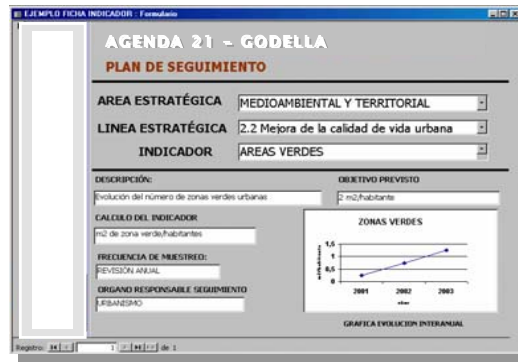 EJEMPLO FICHA INDICADOR : Formulario
AGENDA 21 - GODELLA
PLAN DE SEGUIMIENTO
AREA ESTRATÉGICA MEDIOAMBIENTAL Y TERRITORIAL
LINEA ESTRATÉGICA 2.2 Mejora de la calidad de vida urbana
INDICADOR AREAS VERDES
DESCRIPCIÓN: OBJETIVO PREVISTO
Evolución del número de zonas verdes urbanas 2 m2/habitante
CALCULO DEL INDICADOR
m2 de zona verde/habitantes
FRECUENCIA DE MUESTREO:
REVISIÓN ANUAL
ORGANO RESPONSABLE SEGUIMIENTO
URBANISMO
ZONAS VERDES
1,5
1
0,5
2001 2002 2003
GRAFICA EVOLUCION INTERANUAL
Registro: 1 de 1